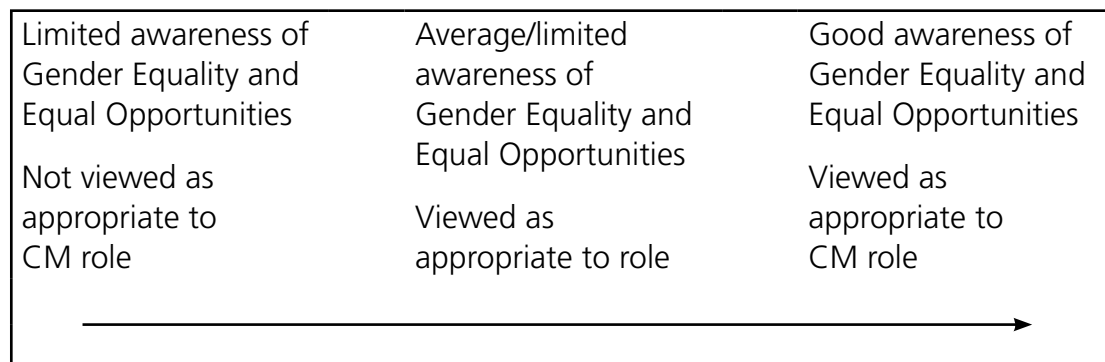 Limited awareness of
Gender Equality and
Equal Opportunities
Not viewed as
appropriate to
CM role
Average/limited
awareness of
Gender Equality and
Equal Opportunities
Viewed as
appropriate to role
Good awareness of
Gender Equality and
Equal Opportunities
Viewed as
appropriate to
CM role